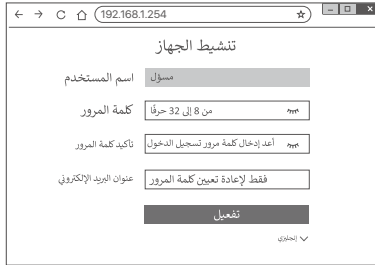 192.168.1.254
تنشيط الجهاز
اسم المستخدم مسؤل
كلمة المرور من 8 إلى 32 حرفًا
تأكيد كلمة المرور أعد إدخال كلمة مرور تسجيل الدخول
عنوان البريد الإلكتروني فقط لإعادة تعيين كلمة المرور
تفعيل
إنجليزي